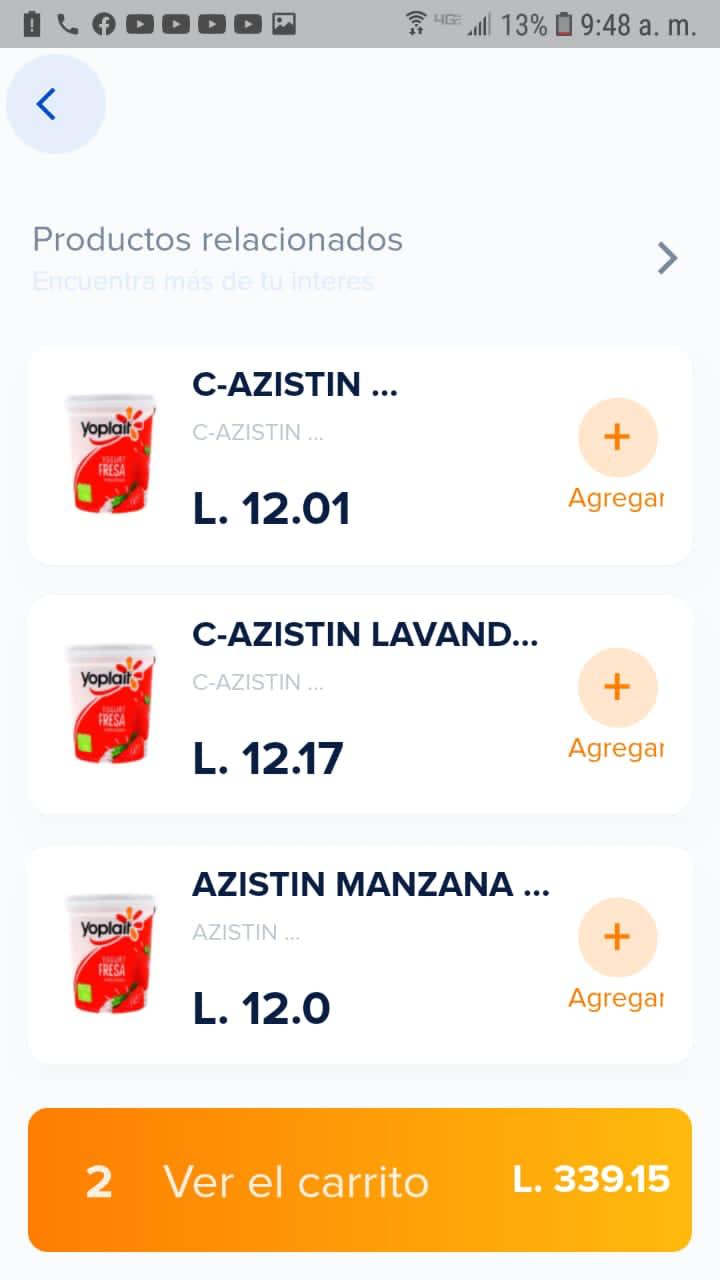 4G 13% 9:48 a. m.
Productos relacionados
Encuentra más de tu interes
C-AZISTIN ...
C-AZISTIN ...
L. 12.01
Agregar
Yoplait
YOGURT
FRESA
C-AZISTIN LAVAND...
C-AZISTIN ...
L. 12.17
Agregar
Yoplait
YOGURT
FRESA
AZISTIN MANZANA ...
AZISTIN ...
L. 12.0
Agregar
Yoplait
YOGURT
FRESA
2 Ver el carrito L. 339.15